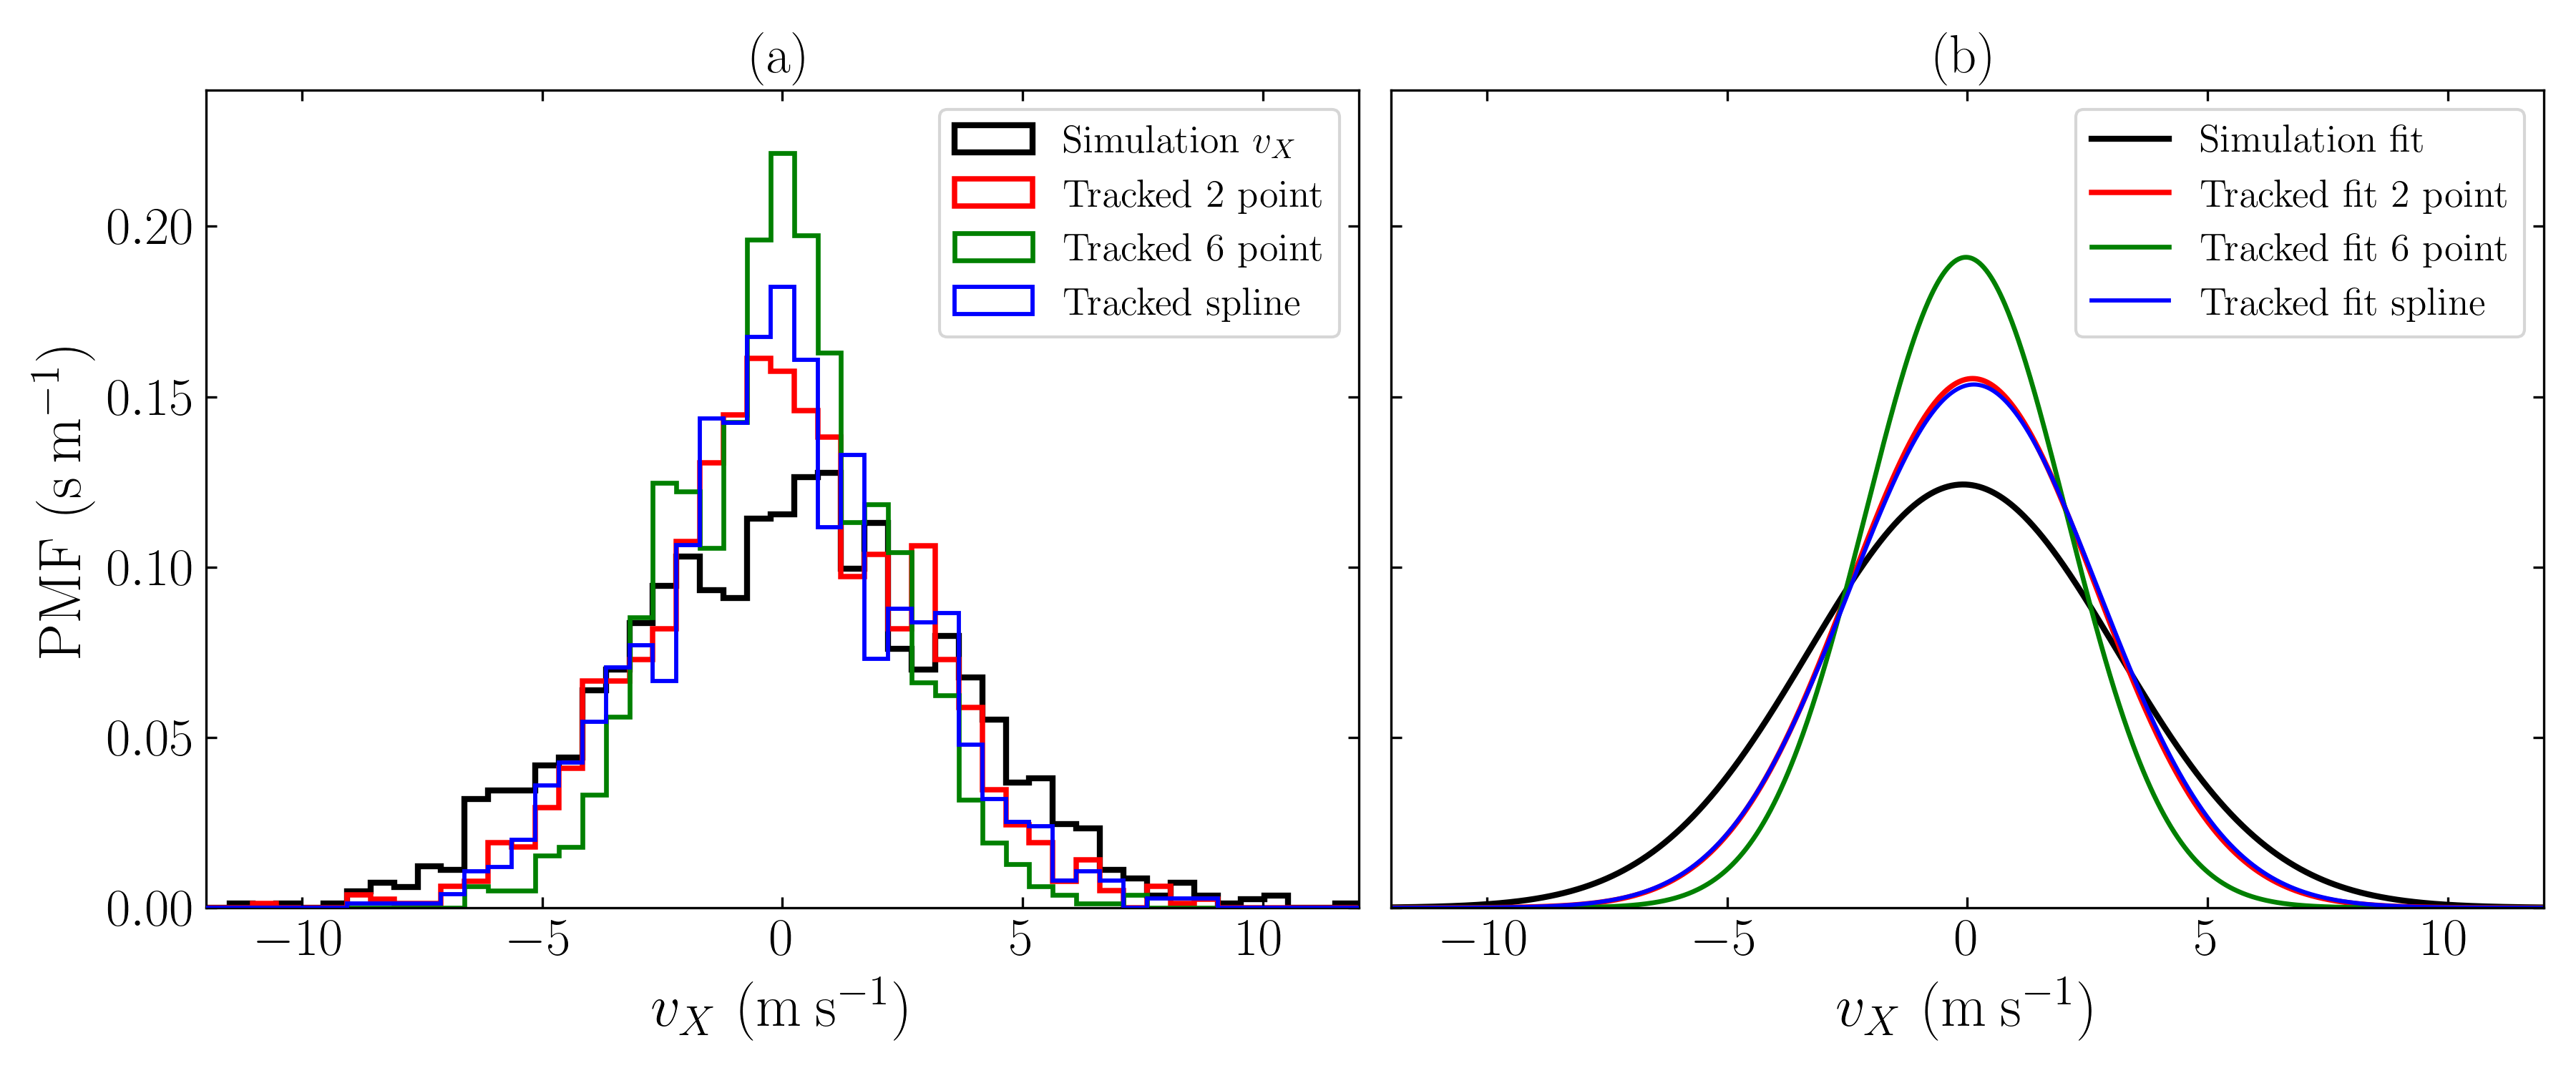 (a)
Simulation v_X
Tracked 2 point
Tracked 6 point
Tracked spline
0.20
0.15
0.10
0.05
0.00
PMF (s m⁻¹)
−10 −5 0 5 10
v_X (m s⁻¹)
(b)
Simulation fit
Tracked fit 2 point
Tracked fit 6 point
Tracked fit spline
−10 −5 0 5 10
v_X (m s⁻¹)